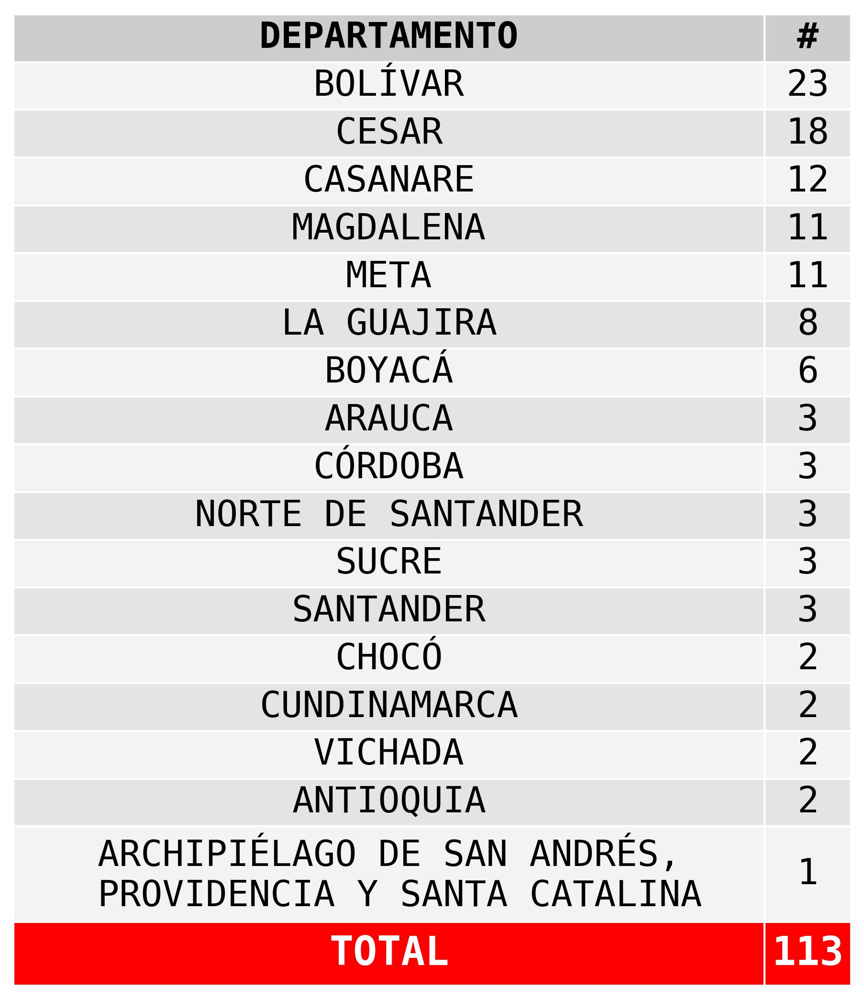 DEPARTAMENTO #
BOLÍVAR 23
CESAR 18
CASANARE 12
MAGDALENA 11
META 11
LA GUAJIRA 8
BOYACÁ 6
ARAUCA 3
CÓRDOBA 3
NORTE DE SANTANDER 3
SUCRE 3
SANTANDER 3
CHOCÓ 2
CUNDINAMARCA 2
VICHADA 2
ANTIOQUIA 2
ARCHIPIÉLAGO DE SAN ANDRÉS,
PROVIDENCIA Y SANTA CATALINA 1
TOTAL 113